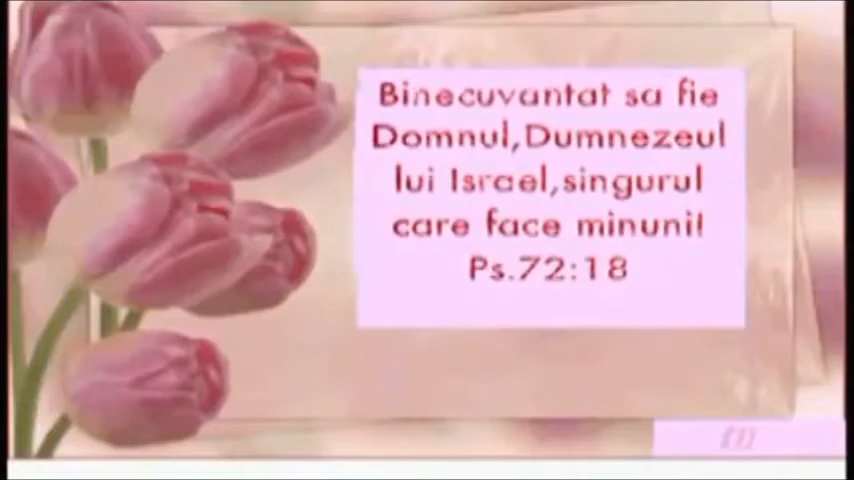 Binecuvantat sa fie
Domnul,Dumnezeul
lui Israel,singurul
care face minuni!
Ps.72:18